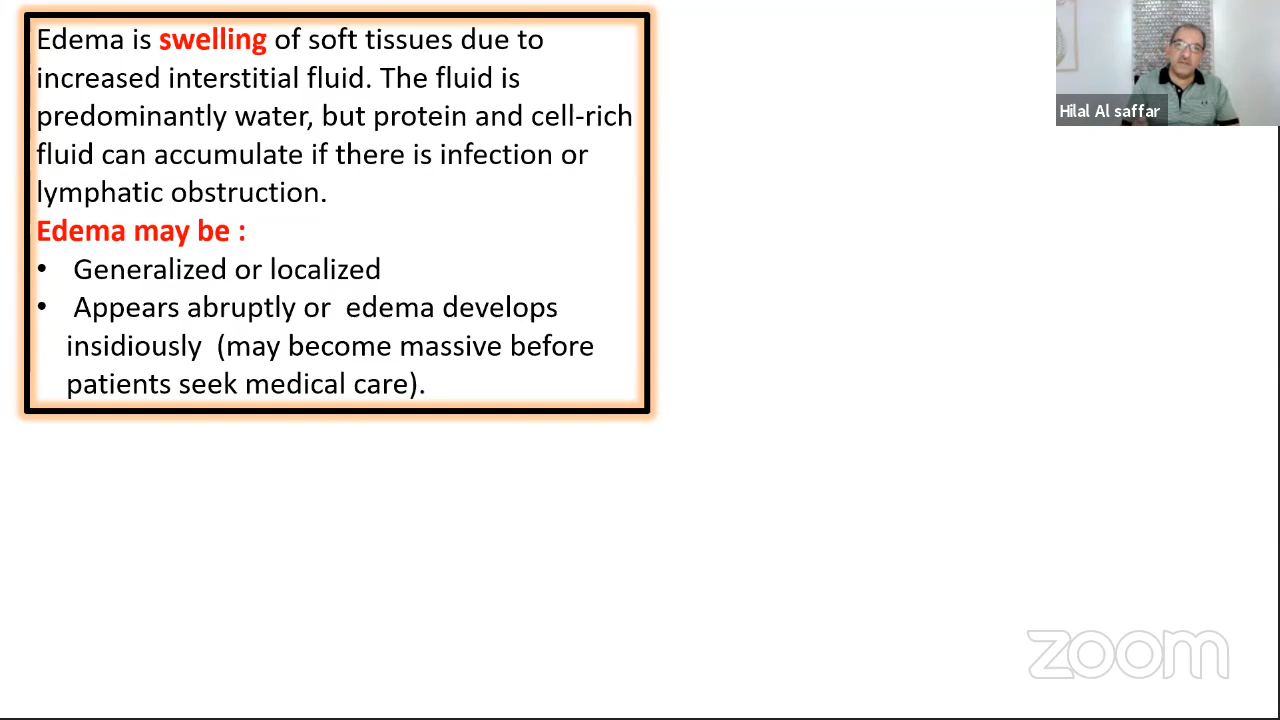 Edema is swelling of soft tissues due to
increased interstitial fluid. The fluid is
predominantly water, but protein and cell-rich
fluid can accumulate if there is infection or
lymphatic obstruction.
Edema may be :
• Generalized or localized
• Appears abruptly or edema develops
insidiously (may become massive before
patients seek medical care).
Hilal Al saffar
zoom